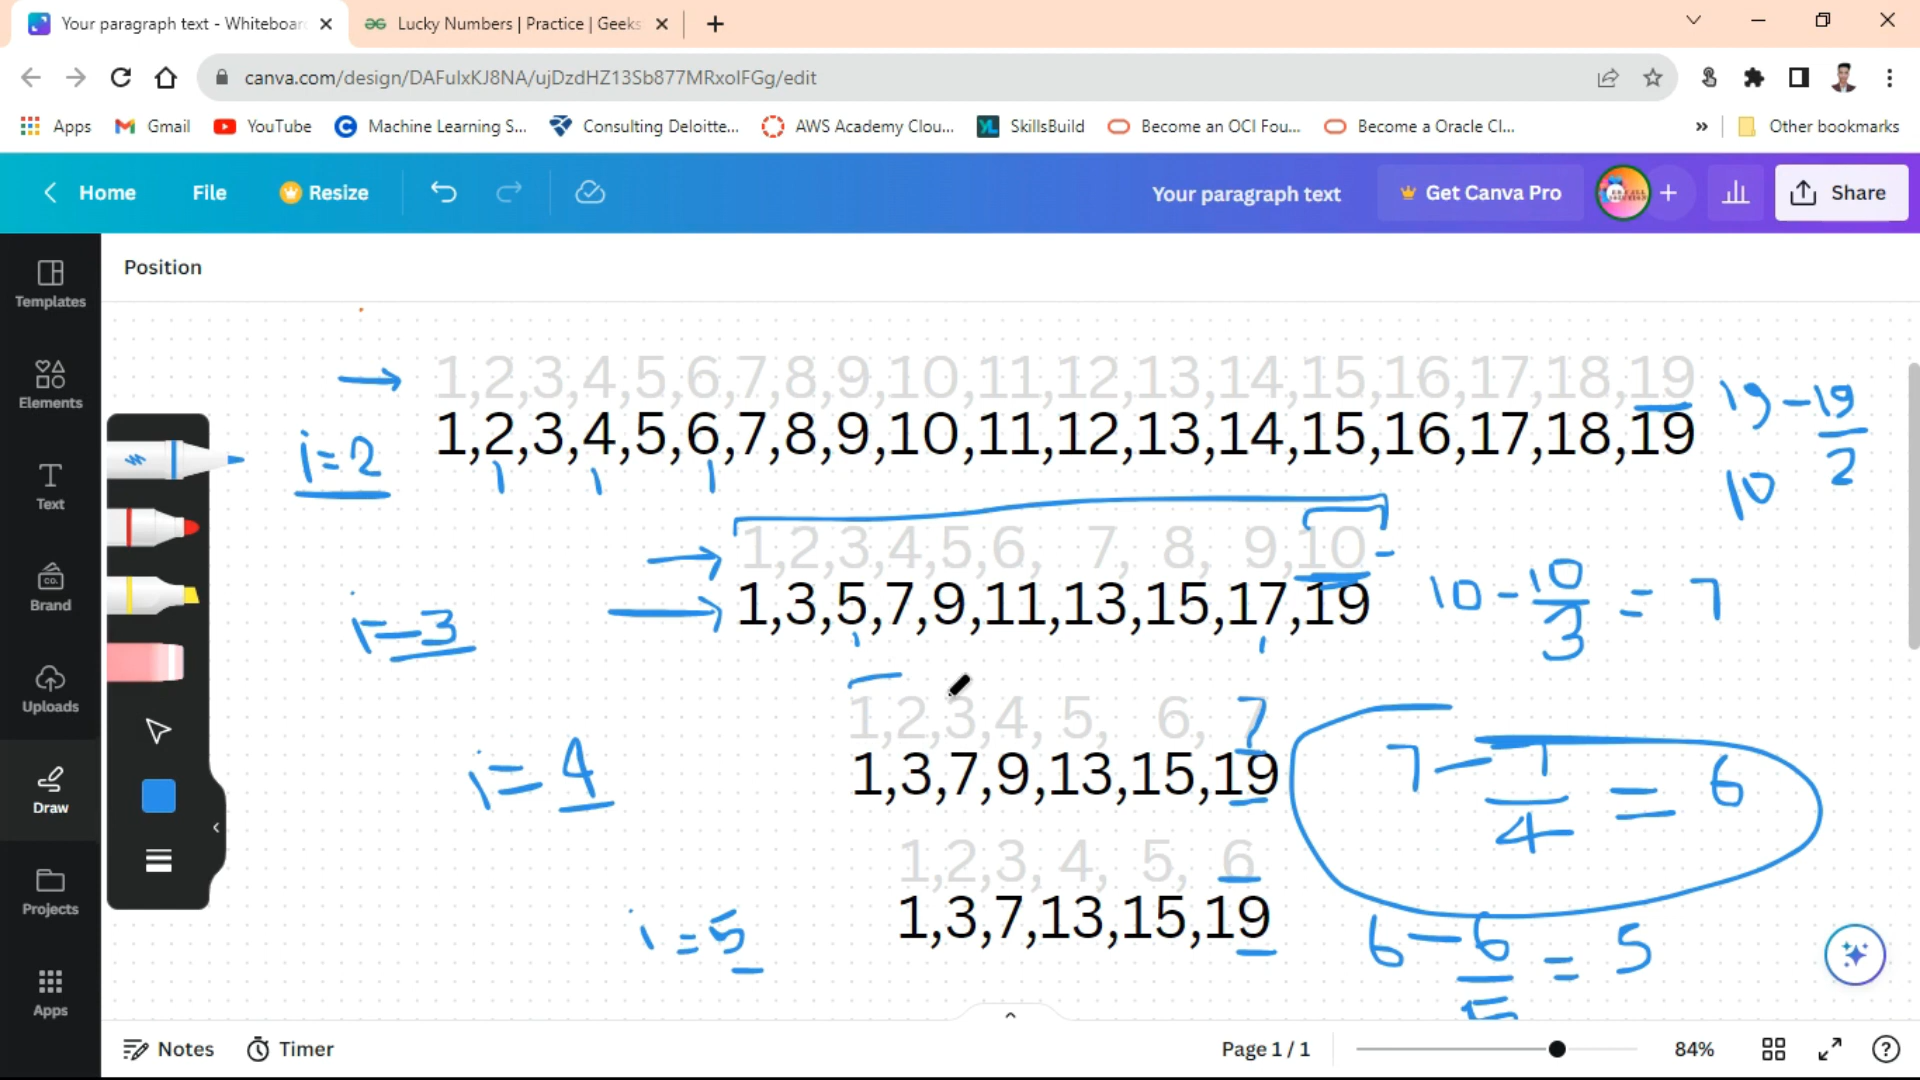 Your paragraph text - Whiteboar
Lucky Numbers | Practice | Geeks
canva.com/design/DAFuIxKJ8NA/ujDzdHZ13Sb877MRxoIFGg/edit
Apps Gmail YouTube Machine Learning S... Consulting Deloitte... AWS Academy Clou... SkillsBuild Become an OCI Fou... Become a Oracle Cl... » Other bookmarks
Home File Resize Your paragraph text Get Canva Pro + Share
Position
Templates
Elements
Text
Brand
Uploads
Draw
Projects
Apps
1,2,3,4,5,6,7,8,9,10,11,12,13,14,15,16,17,18,19
19-19/2
i=2 1,2,3,4,5,6,7,8,9,10,11,12,13,14,15,16,17,18,19
10
1,2,3,4,5,6, 7, 8, 9,10
i=3 1,3,5,7,9,11,13,15,17,19
10-10/3=7
1,2,3,4, 5, 6, 7
i=4 1,3,7,9,13,15,19
7-7/4=6
1,2,3, 4, 5, 6
i=5 1,3,7,13,15,19
6-6/5=5
Notes Timer Page 1 / 1 84%